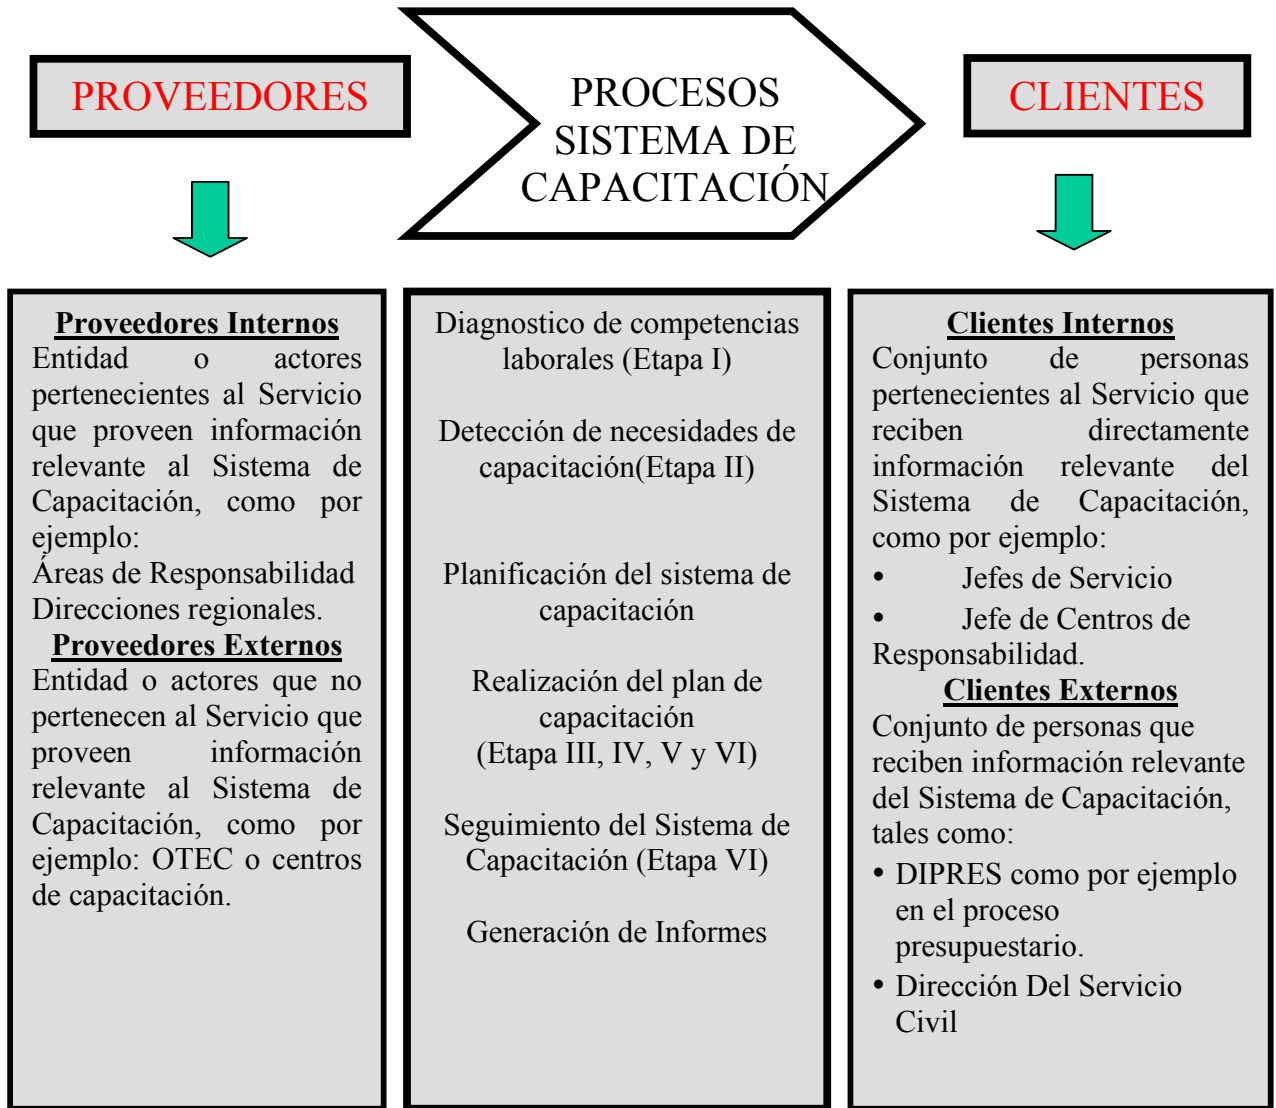 PROVEEDORES
PROCESOS
SISTEMA DE
CAPACITACIÓN
CLIENTES
Proveedores Internos
Entidad o actores
pertenecientes al Servicio
que proveen información
relevante al Sistema de
Capacitación, como por
ejemplo:
Áreas de Responsabilidad
Direcciones regionales.
Proveedores Externos
Entidad o actores que no
pertenecen al Servicio que
proveen información
relevante al Sistema de
Capacitación, como por
ejemplo: OTEC o centros
de capacitación.
Diagnostico de competencias
laborales (Etapa I)
Detección de necesidades de
capacitación(Etapa II)
Planificación del sistema de
capacitación
Realización del plan de
capacitación
(Etapa III, IV, V y VI)
Seguimiento del Sistema de
Capacitación (Etapa VI)
Generación de Informes
Clientes Internos
Conjunto de personas
pertenecientes al Servicio que
reciben directamente
información relevante del
Sistema de Capacitación,
como por ejemplo:
• Jefes de Servicio
• Jefe de Centros de
Responsabilidad.
Clientes Externos
Conjunto de personas que
reciben información relevante
del Sistema de Capacitación,
tales como:
• DIPRES como por ejemplo
en el proceso
presupuestario.
• Dirección Del Servicio
Civil